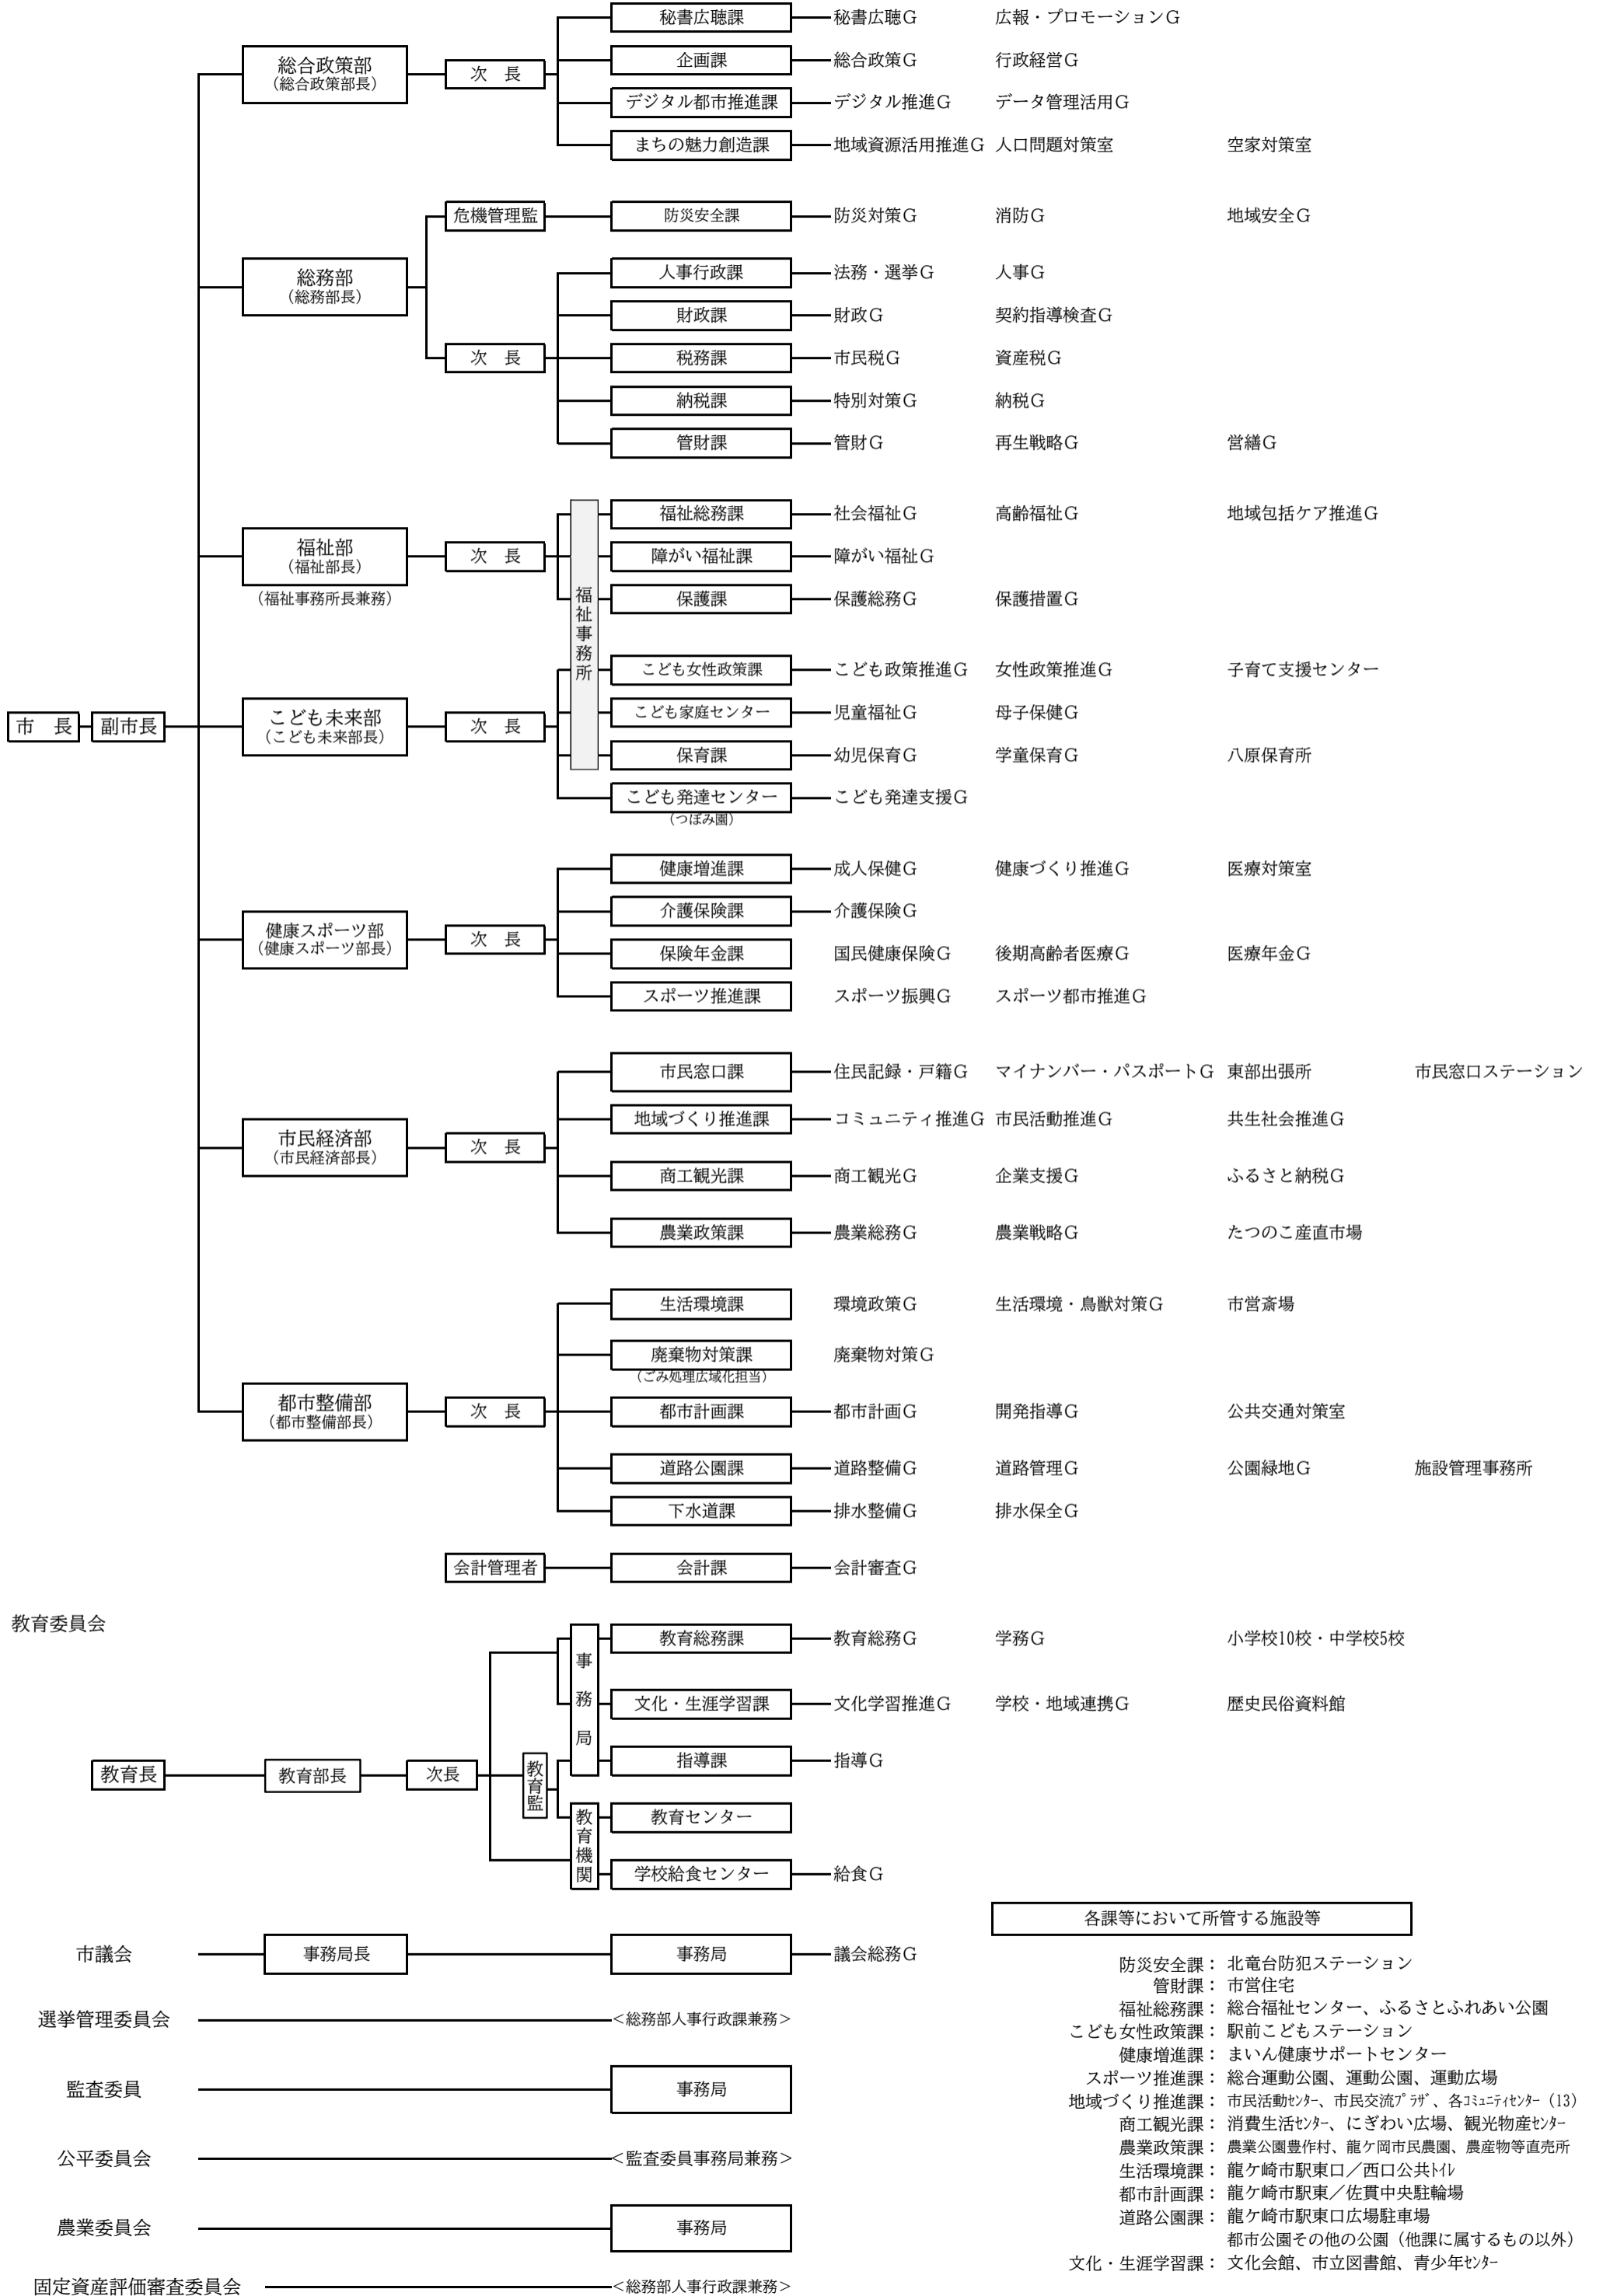 秘書広聴課 秘書広聴G 広報・プロモーションG
企画課 総合政策G 行政経営G
総合政策部
（総合政策部長）
次　長
デジタル都市推進課 デジタル推進G データ管理活用G
まちの魅力創造課 地域資源活用推進G 人口問題対策室 空家対策室
危機管理監 防災安全課 防災対策G 消防G 地域安全G
総務部
（総務部長）
人事行政課 法務・選挙G 人事G
財政課 財政G 契約指導検査G
次　長 税務課 市民税G 資産税G
納税課 特別対策G 納税G
管財課 管財G 再生戦略G 営繕G
福祉総務課 社会福祉G 高齢福祉G 地域包括ケア推進G
福祉部
（福祉部長）
（福祉事務所長兼務）
次　長 障がい福祉課 障がい福祉G
保護課 保護総務G 保護措置G
福祉事務所
こども女性政策課 こども政策推進G 女性政策推進G 子育て支援センター
こども家庭センター 児童福祉G 母子保健G
市　長 副市長
こども未来部
（こども未来部長）
次　長
保育課 幼児保育G 学童保育G 八原保育所
こども発達センター こども発達支援G
（つぼみ園）
健康増進課 成人保健G 健康づくり推進G 医療対策室
介護保険課 介護保険G
健康スポーツ部
（健康スポーツ部長）
次　長
保険年金課 国民健康保険G 後期高齢者医療G 医療年金G
スポーツ推進課 スポーツ振興G スポーツ都市推進G
市民窓口課 住民記録・戸籍G マイナンバー・パスポートG 東部出張所 市民窓口ステーション
地域づくり推進課 コミュニティ推進G 市民活動推進G 共生社会推進G
市民経済部
（市民経済部長）
次　長
商工観光課 商工観光G 企業支援G ふるさと納税G
農業政策課 農業総務G 農業戦略G たつのこ産直市場
生活環境課 環境政策G 生活環境・鳥獣対策G 市営斎場
廃棄物対策課 廃棄物対策G
（ごみ処理広域化担当）
都市整備部
（都市整備部長）
次　長 都市計画課 都市計画G 開発指導G 公共交通対策室
道路公園課 道路整備G 道路管理G 公園緑地G 施設管理事務所
下水道課 排水整備G 排水保全G
会計管理者 会計課 会計審査G
教育委員会
教育総務課 教育総務G 学務G 小学校10校・中学校5校
事務局
文化・生涯学習課 文化学習推進G 学校・地域連携G 歴史民俗資料館
指導課 指導G
教育長 教育部長 次長 教育監
教育機関
教育センター
学校給食センター 給食G
市議会 事務局長 事務局 議会総務G
選挙管理委員会 ＜総務部人事行政課兼務＞
監査委員 事務局
公平委員会 ＜監査委員事務局兼務＞
農業委員会 事務局
固定資産評価審査委員会 ＜総務部人事行政課兼務＞
各課等において所管する施設等
防災安全課： 北竜台防犯ステーション
管財課： 市営住宅
福祉総務課： 総合福祉センター、ふるさとふれあい公園
こども女性政策課： 駅前こどもステーション
健康増進課： まいん健康サポートセンター
スポーツ推進課： 総合運動公園、運動公園、運動広場
地域づくり推進課： 市民活動ｾﾝﾀｰ、市民交流ﾌﾟﾗｻﾞ、各ｺﾐｭﾆﾃｨｾﾝﾀｰ（13）
商工観光課： 消費生活ｾﾝﾀｰ、にぎわい広場、観光物産ｾﾝﾀｰ
農業政策課： 農業公園豊作村、龍ケ岡市民農園、農産物等直売所
生活環境課： 龍ケ崎市駅東口／西口公共ﾄｲﾚ
都市計画課： 龍ケ崎市駅東／佐貫中央駐輪場
道路公園課： 龍ケ崎市駅東口広場駐車場
都市公園その他の公園（他課に属するもの以外）
文化・生涯学習課： 文化会館、市立図書館、青少年ｾﾝﾀｰ